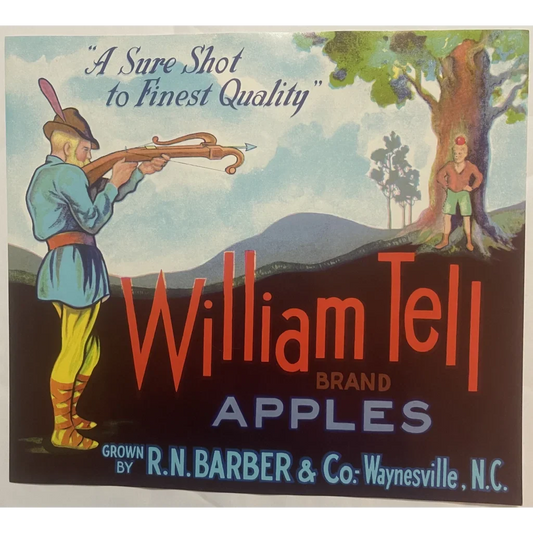 "A Sure Shot
to Finest Quality"
William Tell
BRAND
APPLES
GROWN
BY R.N. BARBER & Co:- Waynesville, N.C.